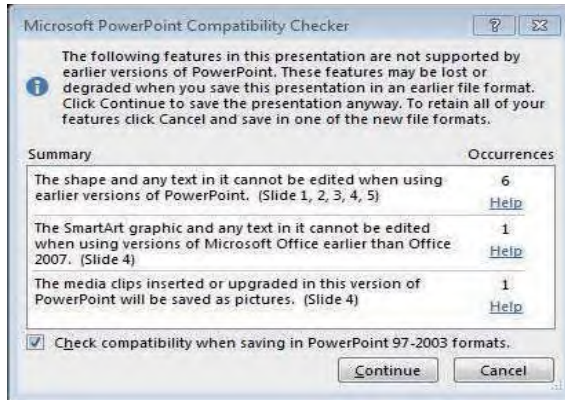 Microsoft PowerPoint Compatibility Checker
The following features in this presentation are not supported by
earlier versions of PowerPoint. These features may be lost or
degraded when you save this presentation in an earlier file format.
Click Continue to save the presentation anyway. To retain all of your
features click Cancel and save in one of the new file formats.
Summary Occurrences
The shape and any text in it cannot be edited when using 6
earlier versions of PowerPoint. (Slide 1, 2, 3, 4, 5) Help
The SmartArt graphic and any text in it cannot be edited 1
when using versions of Microsoft Office earlier than Office
2007. (Slide 4) Help
The media clips inserted or upgraded in this version of 1
PowerPoint will be saved as pictures. (Slide 4) Help
Check compatibility when saving in PowerPoint 97-2003 formats.
Continue Cancel